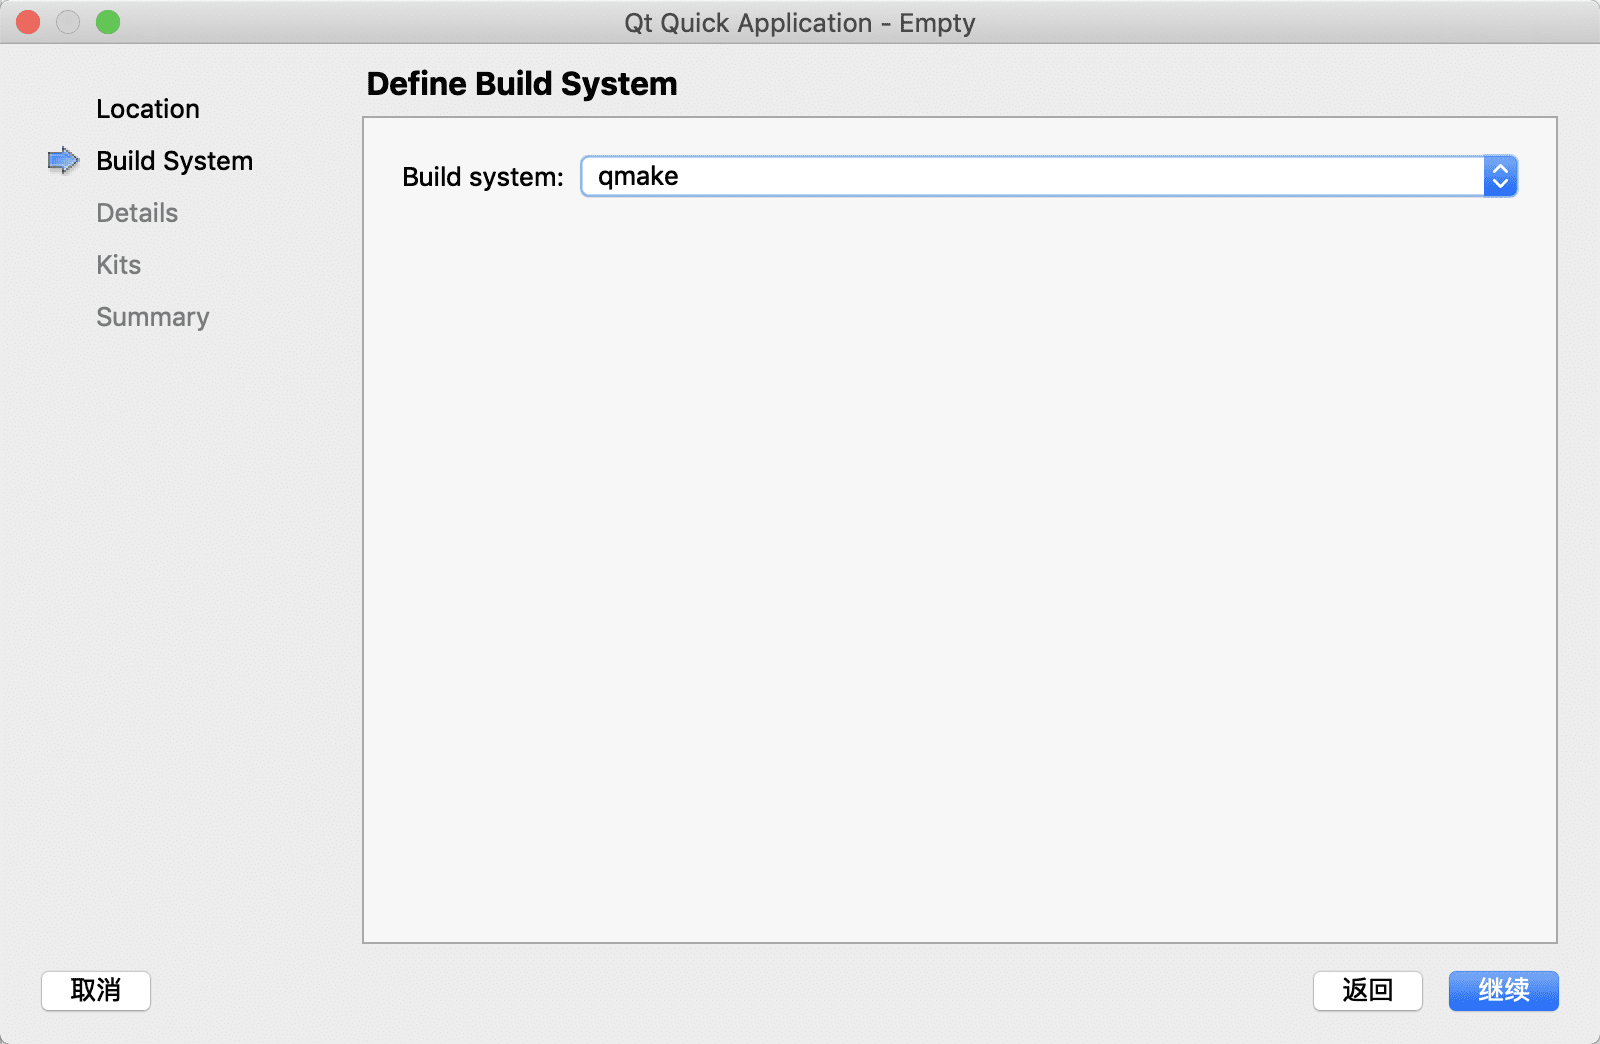 Qt Quick Application - Empty
Location
Build System
Details
Kits
Summary
Define Build System
Build system: qmake
取消
返回
继续